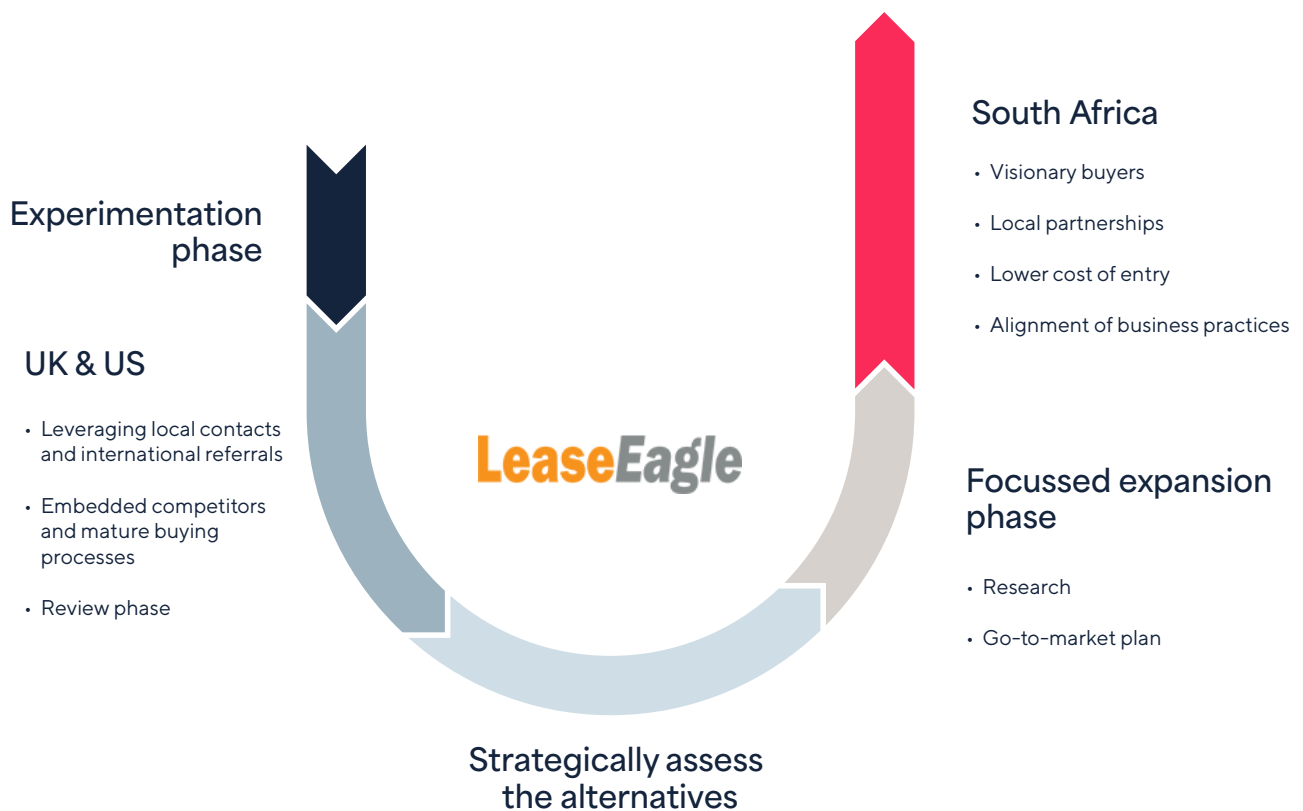 Experimentation
phase
UK & US
• Leveraging local contacts
and international referrals
• Embedded competitors
and mature buying
processes
• Review phase
LeaseEagle
Strategically assess
the alternatives
Focussed expansion
phase
• Research
• Go-to-market plan
South Africa
• Visionary buyers
• Local partnerships
• Lower cost of entry
• Alignment of business practices